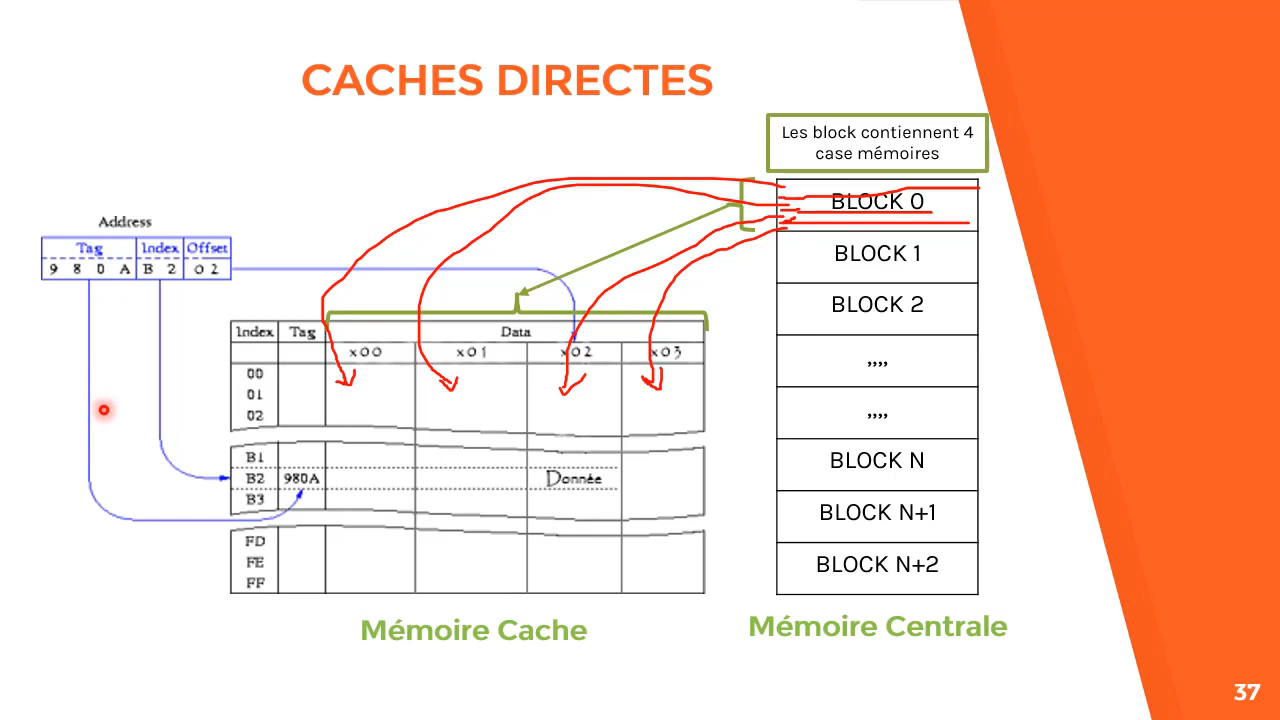 CACHES DIRECTES
Les block contiennent 4
case mémoires
Address
Tag Index Offset
9 8 0 A B 2 02
Index Tag Data
x00 x01 x02 x03
00
01
02
B1
B2 980A Donnée
B3
FD
FE
FF
Mémoire Cache
BLOCK 0
BLOCK 1
BLOCK 2
,,,,
,,,,
BLOCK N
BLOCK N+1
BLOCK N+2
Mémoire Centrale
37